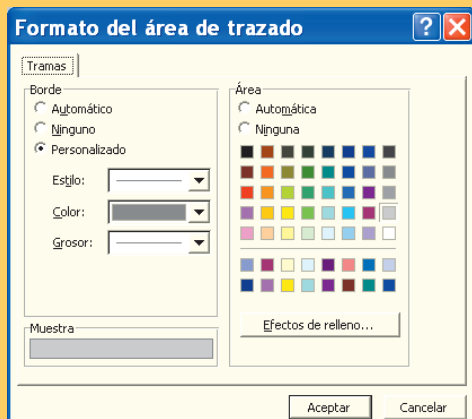 Formato del área de trazado
Tramas
Borde
Automático
Ninguno
Personalizado
Estilo:
Color:
Grosor:
Muestra
Área
Automática
Ninguna
Efectos de relleno...
Aceptar
Cancelar